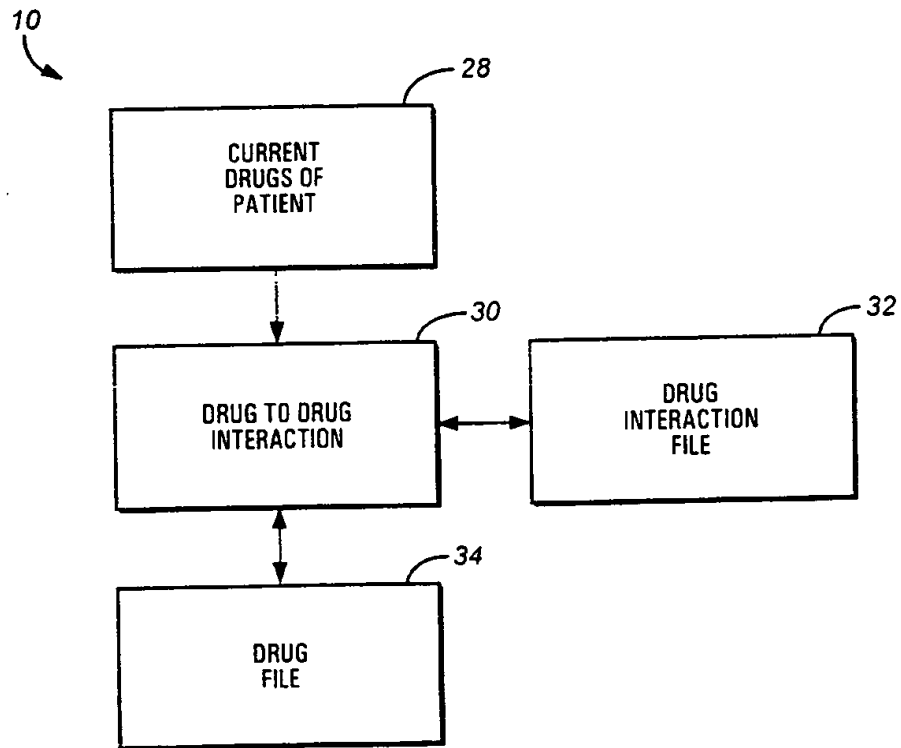 10
28
CURRENT
DRUGS OF
PATIENT
30
32
DRUG TO DRUG
INTERACTION
DRUG
INTERACTION
FILE
34
DRUG
FILE